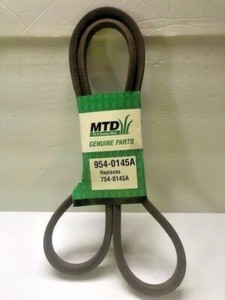 MTD
GENUINE PARTS
954-0145A
Replaces
754-0145A